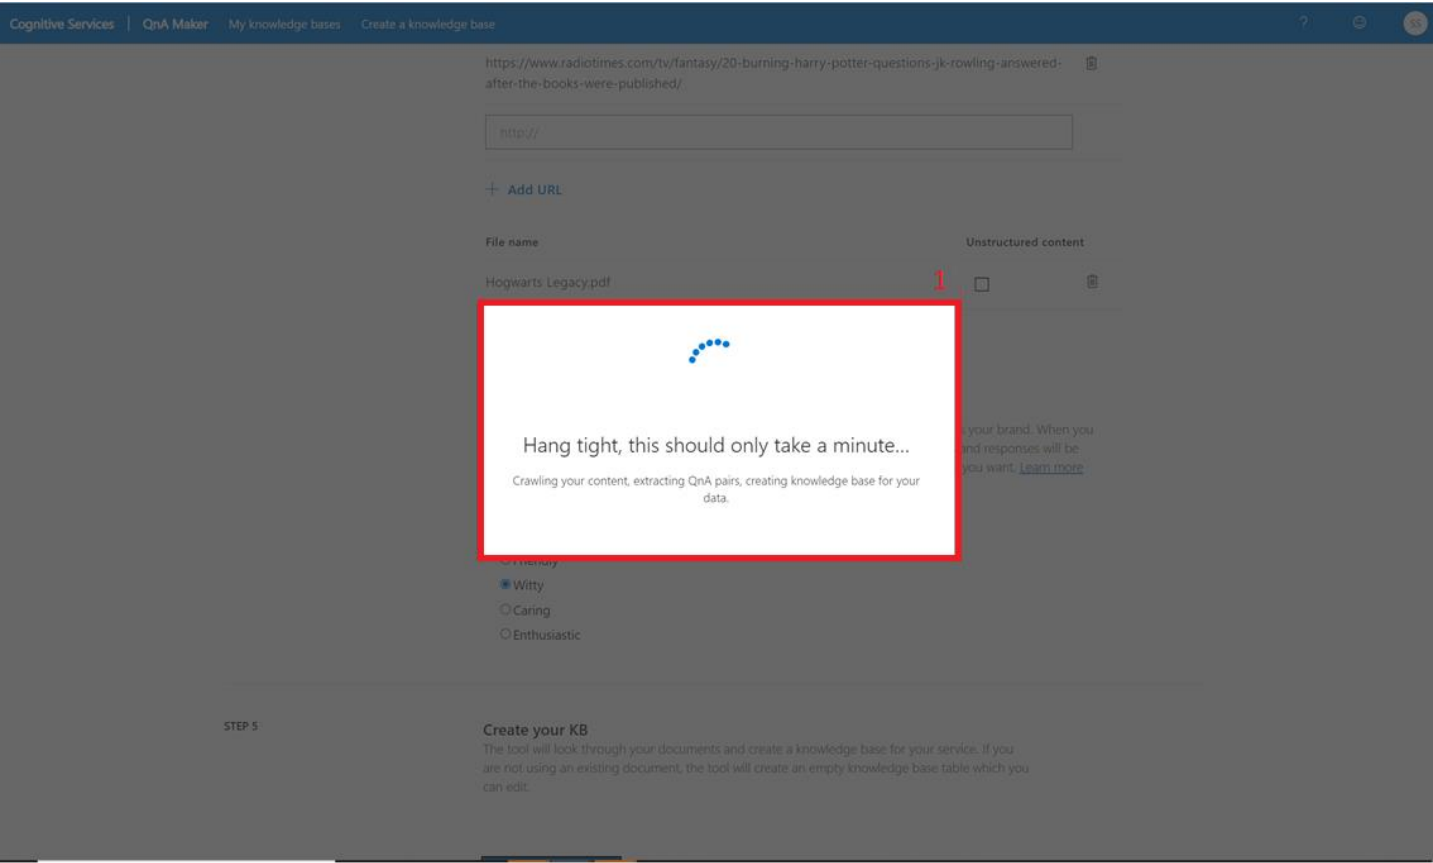 Cognitive Services | QnA Maker My knowledge bases Create a knowledge base ? SS
https://www.radiotimes.com/tv/fantasy/20-burning-harry-potter-questions-jk-rowling-answered-
after-the-books-were-published/
http://
+ Add URL
File name Unstructured content
Hogwarts Legacy.pdf 1
your brand. When you
and responses will be
you want. Learn more
Hang tight, this should only take a minute...
Crawling your content, extracting QnA pairs, creating knowledge base for your
data.
Friendly
Witty
Caring
Enthusiastic
STEP 5 Create your KB
The tool will look through your documents and create a knowledge base for your service. If you
are not using an existing document, the tool will create an empty knowledge base table which you
can edit.